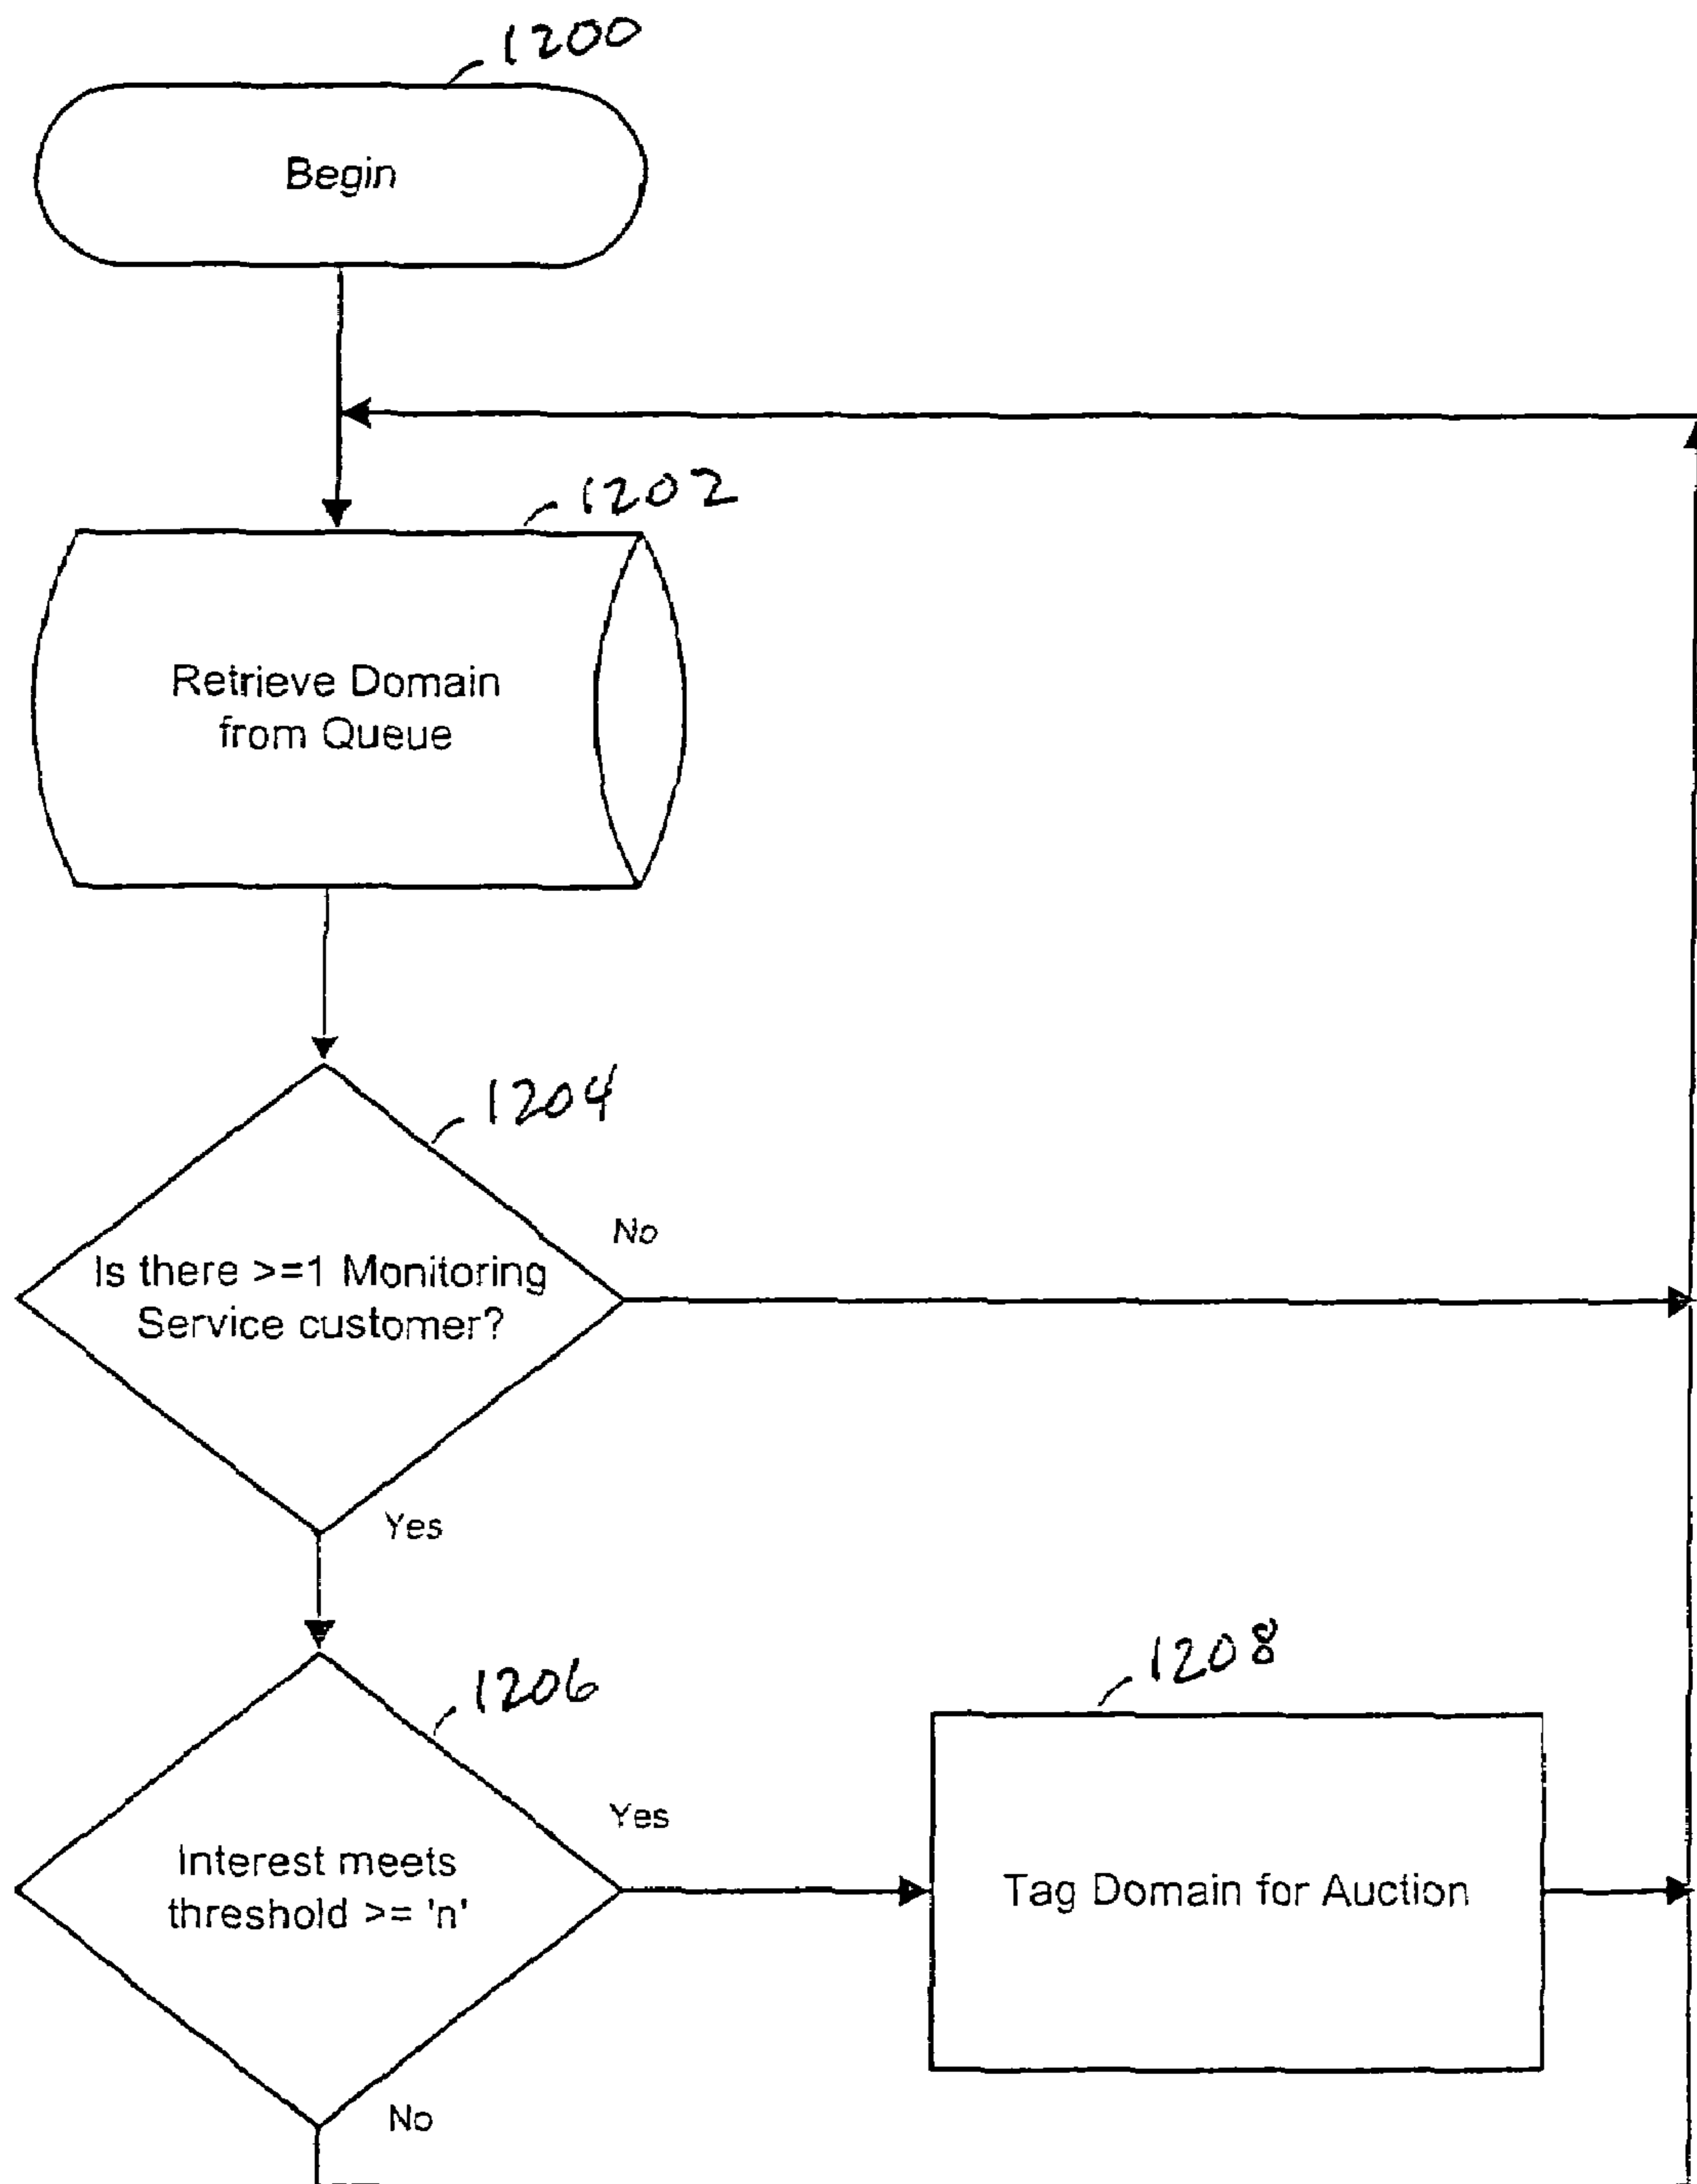 1200
Begin
1202
Retrieve Domain
from Queue
1204
No
Is there >=1 Monitoring
Service customer?
Yes
1206
1208
Yes
Interest meets
threshold >= 'n'
Tag Domain for Auction
No